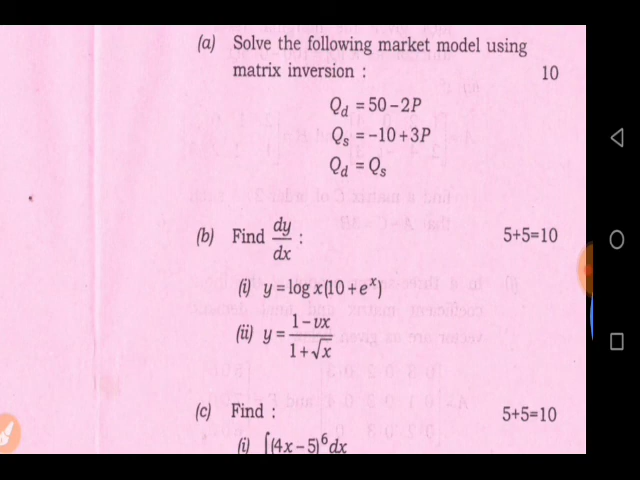 (a) Solve the following market model using
matrix inversion : 10
Q_d = 50 – 2P
Q_s = –10 + 3P
Q_d = Q_s
(b) Find dy/dx : 5+5=10
(i) y = log x(10 + e^x)
(ii) y = (1 – vx)/(1 + √x)
(c) Find : 5+5=10
(i) ∫(4x – 5)^6 dx